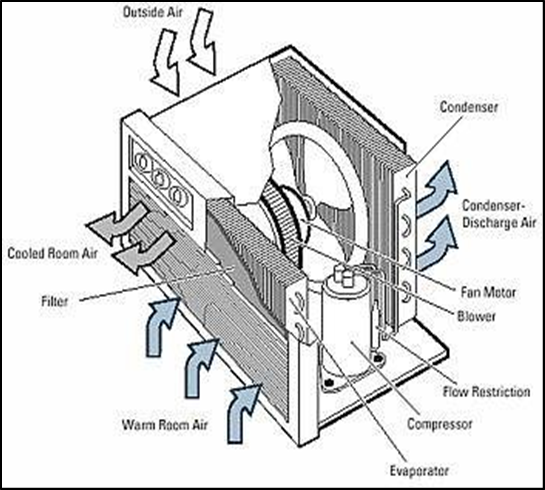 Outside Air
Condenser
Condenser-
Discharge Air
Cooled Room Air
Fan Motor
Filter
Blower
Flow Restriction
Warm Room Air
Compressor
Evaporator